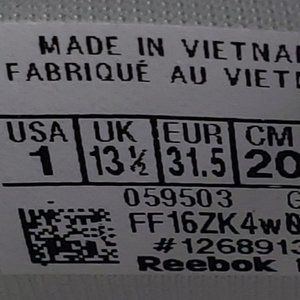 MADE IN VIETNA
FABRIQUÉ AU VIET
USA UK EUR CM
1 13½ 31.5 20
059503
FF16ZK4w
#1268913
Reebok